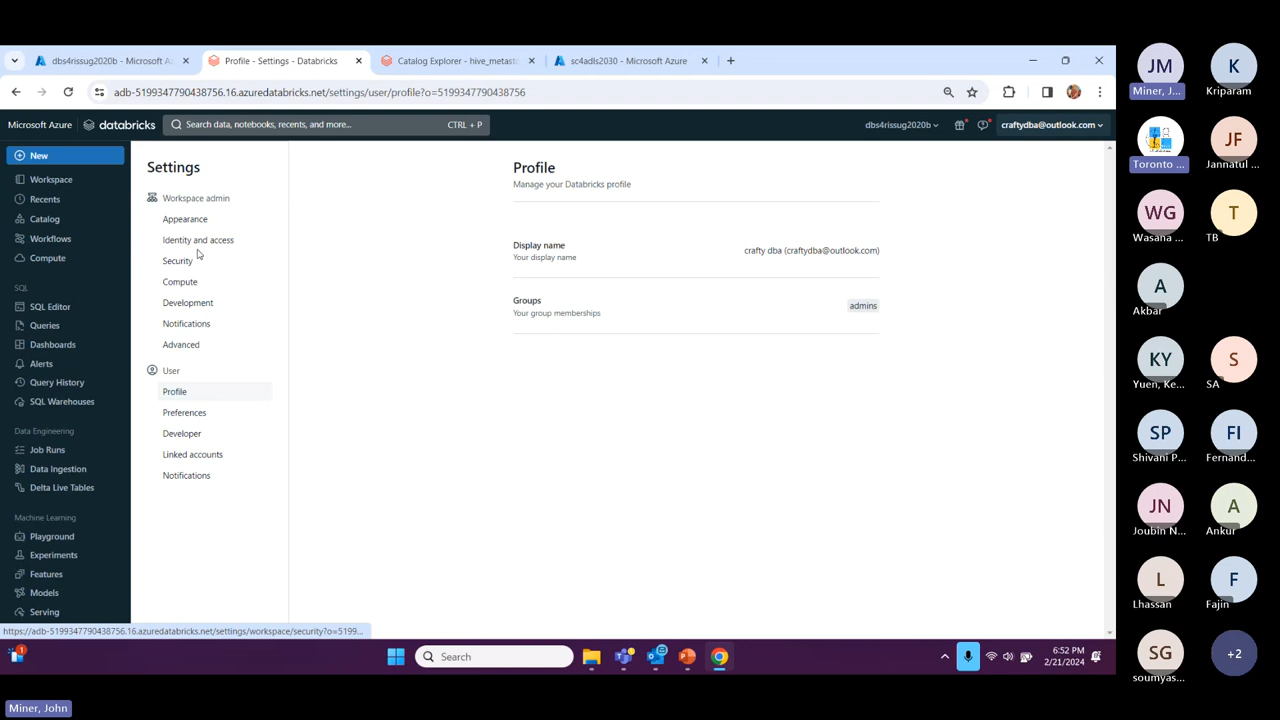 dbs4rissug2020b - Microsoft Az
Profile - Settings - Databricks
Catalog Explorer - hive_metast
sc4adls2030 - Microsoft Azure
adb-5199347790438756.16.azuredatabricks.net/settings/user/profile?o=5199347790438756
Microsoft Azure
databricks
Search data, notebooks, recents, and more...
CTRL + P
dbs4rissug2020b
craftydba@outlook.com
New
Workspace
Recents
Catalog
Workflows
Compute
SQL
SQL Editor
Queries
Dashboards
Alerts
Query History
SQL Warehouses
Data Engineering
Job Runs
Data Ingestion
Delta Live Tables
Machine Learning
Playground
Experiments
Features
Models
Serving
Settings
Workspace admin
Appearance
Identity and access
Security
Compute
Development
Notifications
Advanced
User
Profile
Preferences
Developer
Linked accounts
Notifications
Profile
Manage your Databricks profile
Display name
Your display name
crafty dba (craftydba@outlook.com)
Groups
Your group memberships
admins
https://adb-5199347790438756.16.azuredatabricks.net/settings/workspace/security?o=5199...
1
Search
6:52 PM
2/21/2024
Miner, John
JM
Miner, J...
K
Kriparam
Toronto ...
JF
Jannatul ...
WG
Wasana ...
T
TB
A
Akbar
KY
Yuen, Ke...
S
SA
SP
Shivani P...
FI
Fernand...
JN
Joubin N...
A
Ankur
L
Lhassan
F
Fajin
SG
soumyas...
+2